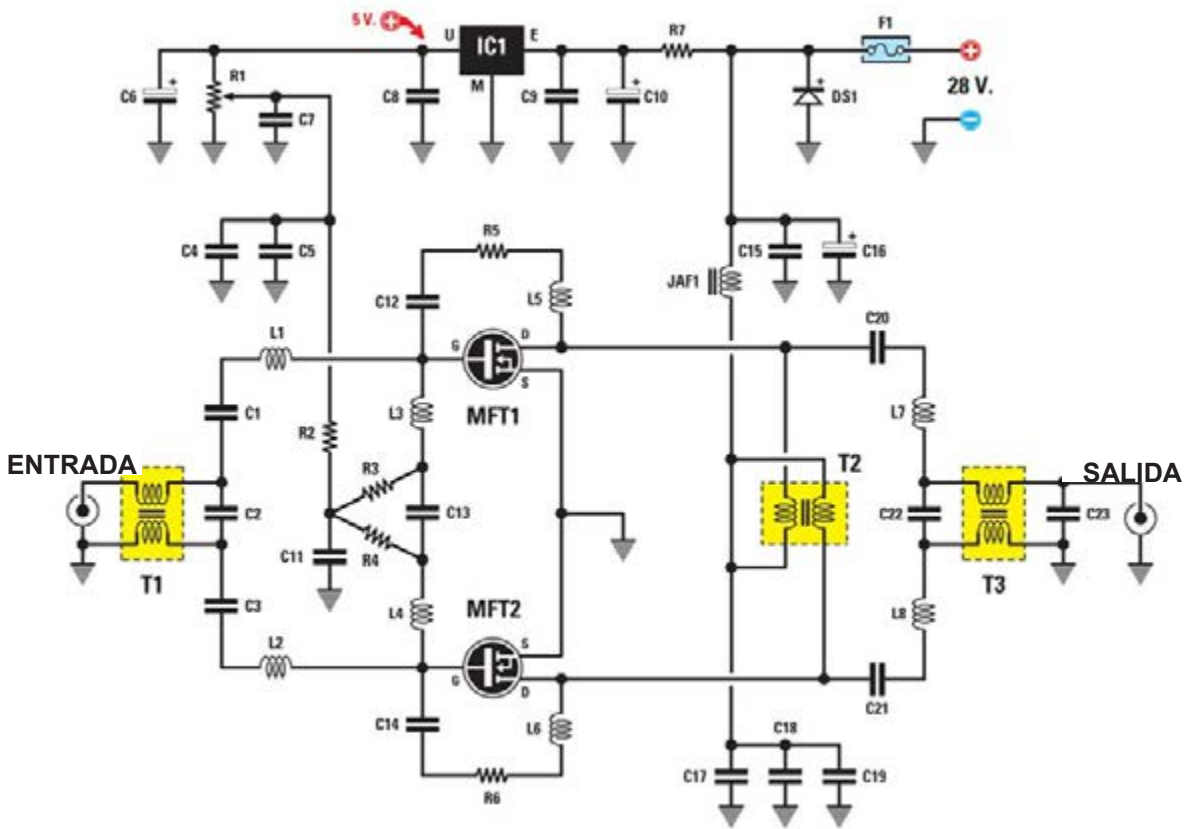 5 V.
U
IC1
E
M
R7
F1
28 V.
C6
R1
C7
C8
C9
C10
DS1
C4
C5
R5
C15
C16
JAF1
C12
L5
C20
L1
G
D
S
MFT1
C1
L3
L7
R2
ENTRADA
R3
T2
SALIDA
C2
C13
C22
C23
R4
C11
T1
T3
C3
L4
MFT2
L8
L2
S
G
D
C21
C14
L6
C18
C17
C19
R6